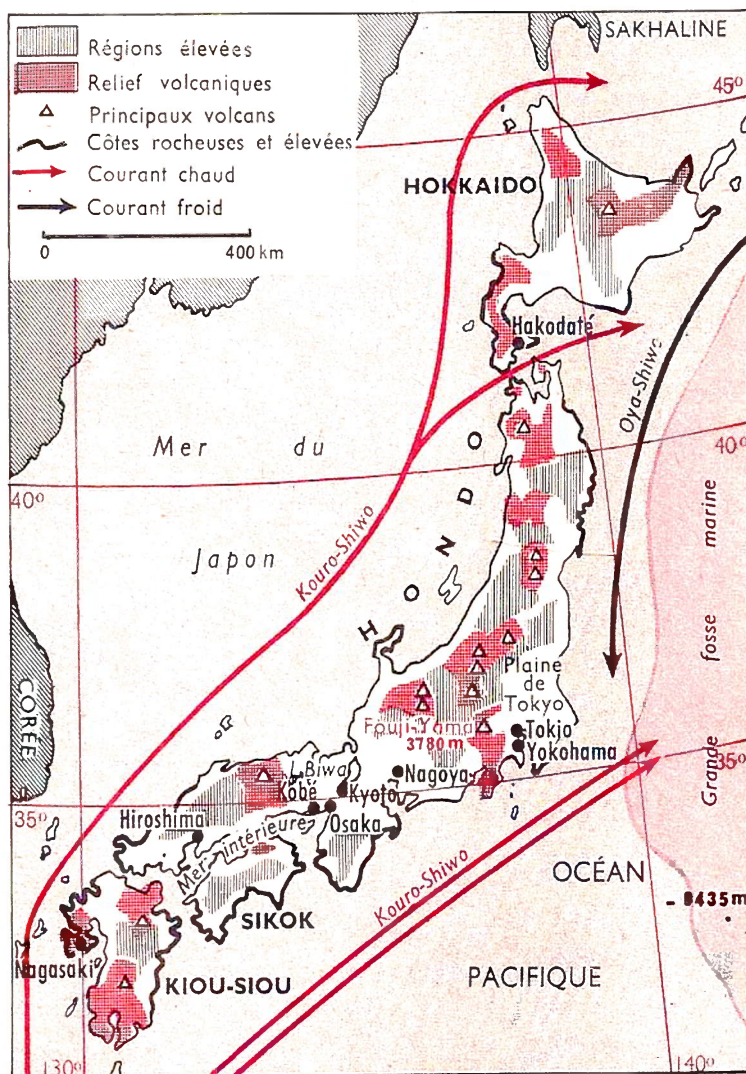 Régions élevées
Relief volcaniques
Principaux volcans
Côtes rocheuses et élevées
Courant chaud
Courant froid
0 400 km
SAKHALINE
45°
HOKKAIDO
Hakodaté
Oya-Shiwo
Mer du
Japon
40°
40°
HONDO
Kouro-Shiwo
Grande fosse marine
CORÉE
Plaine
de
Tokyo
Fouji-Yama
3780 m
Tokjo
Yokohama
L. Biwa
Nagoya
Kobé
Kyoto
35°
35°
Hiroshima
Mer intérieure
Osaka
OCÉAN
Kouro-Shiwo
- 8435 m
SIKOK
Nagasaki
KIOU-SIOU
PACIFIQUE
130°
140°